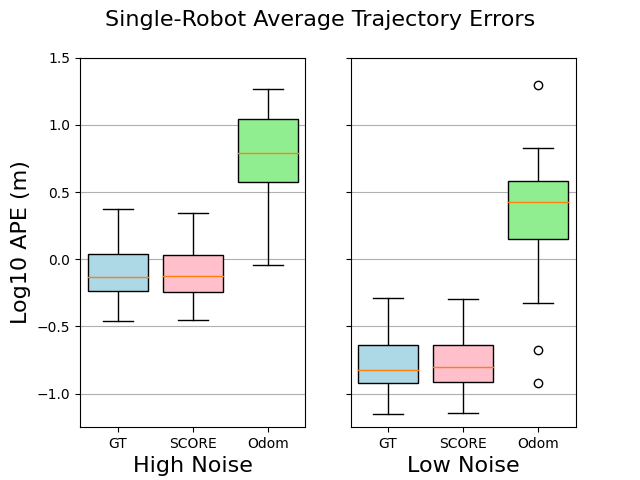 Single-Robot Average Trajectory Errors
Log10 APE (m)
1.5
1.0
0.5
0.0
−0.5
−1.0
GT SCORE Odom
High Noise
GT SCORE Odom
Low Noise